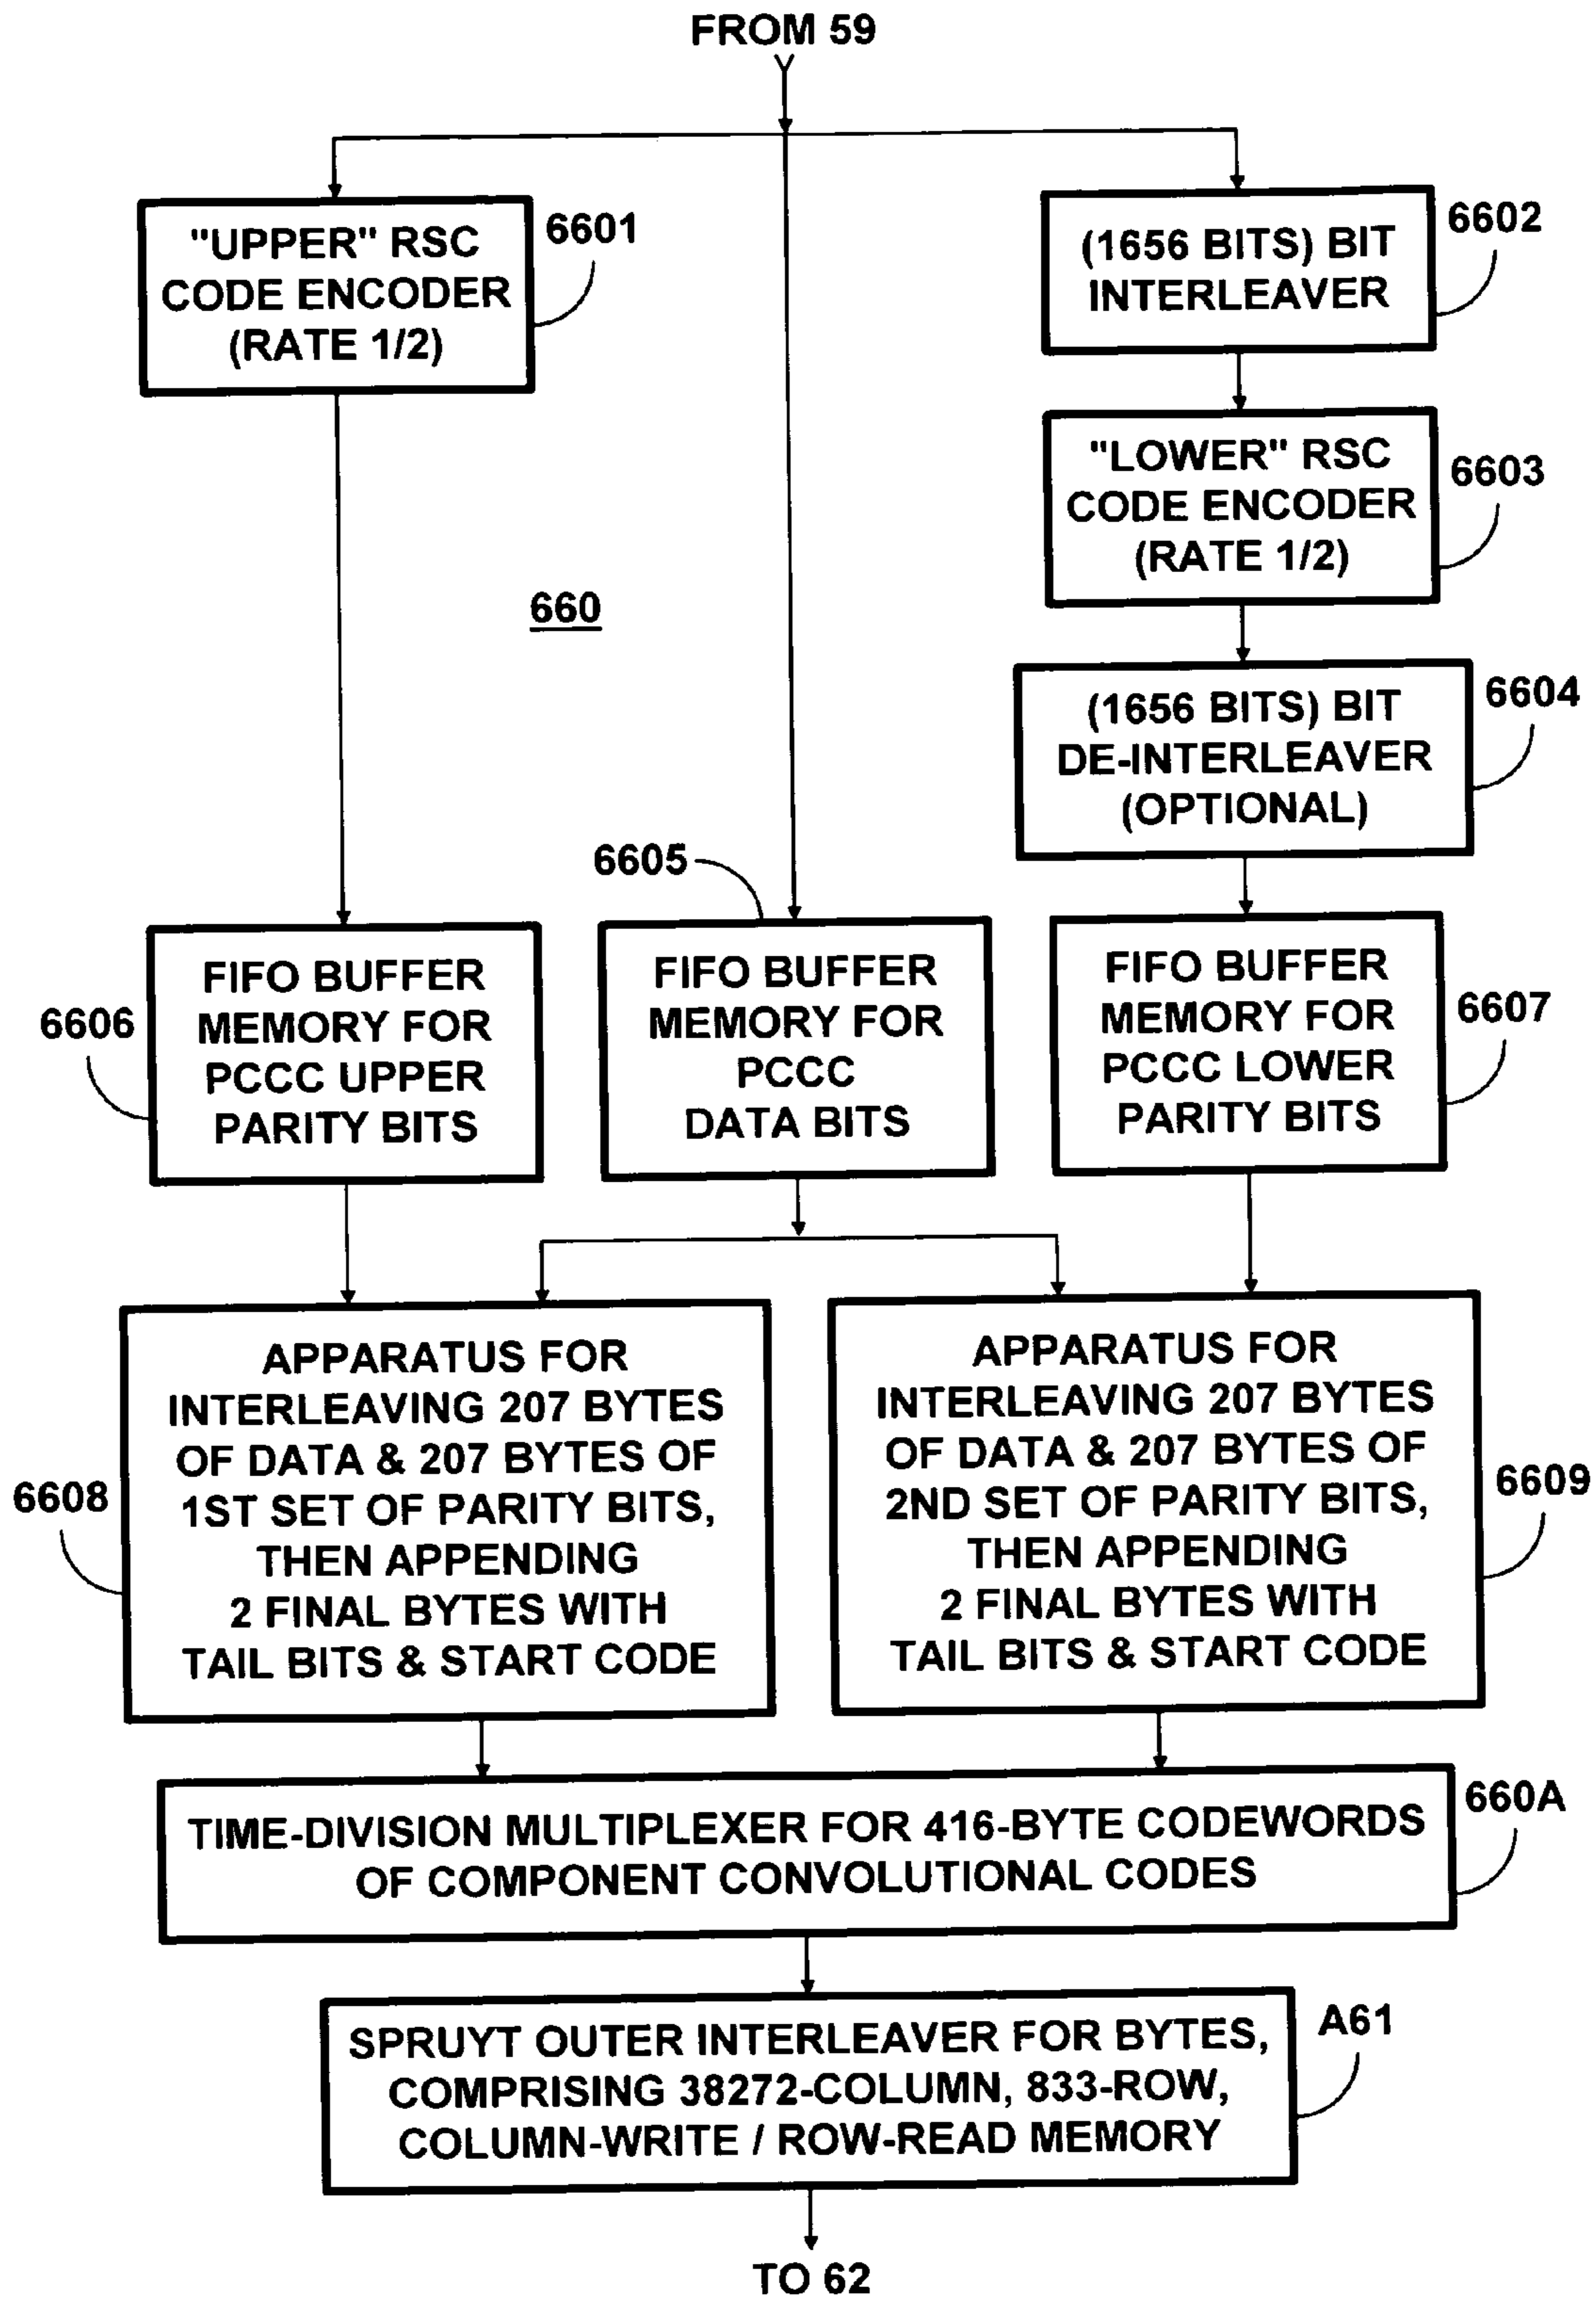 FROM 59
"UPPER" RSC
CODE ENCODER
(RATE 1/2)
6601
(1656 BITS) BIT
INTERLEAVER
6602
"LOWER" RSC
CODE ENCODER
(RATE 1/2)
6603
660
(1656 BITS) BIT
DE-INTERLEAVER
(OPTIONAL)
6604
6605
6606
FIFO BUFFER
MEMORY FOR
PCCC UPPER
PARITY BITS
FIFO BUFFER
MEMORY FOR
PCCC
DATA BITS
FIFO BUFFER
MEMORY FOR
PCCC LOWER
PARITY BITS
6607
6608
APPARATUS FOR
INTERLEAVING 207 BYTES
OF DATA & 207 BYTES OF
1ST SET OF PARITY BITS,
THEN APPENDING
2 FINAL BYTES WITH
TAIL BITS & START CODE
APPARATUS FOR
INTERLEAVING 207 BYTES
OF DATA & 207 BYTES OF
2ND SET OF PARITY BITS,
THEN APPENDING
2 FINAL BYTES WITH
TAIL BITS & START CODE
6609
TIME-DIVISION MULTIPLEXER FOR 416-BYTE CODEWORDS
OF COMPONENT CONVOLUTIONAL CODES
660A
SPRUYT OUTER INTERLEAVER FOR BYTES,
COMPRISING 38272-COLUMN, 833-ROW,
COLUMN-WRITE / ROW-READ MEMORY
A61
TO 62